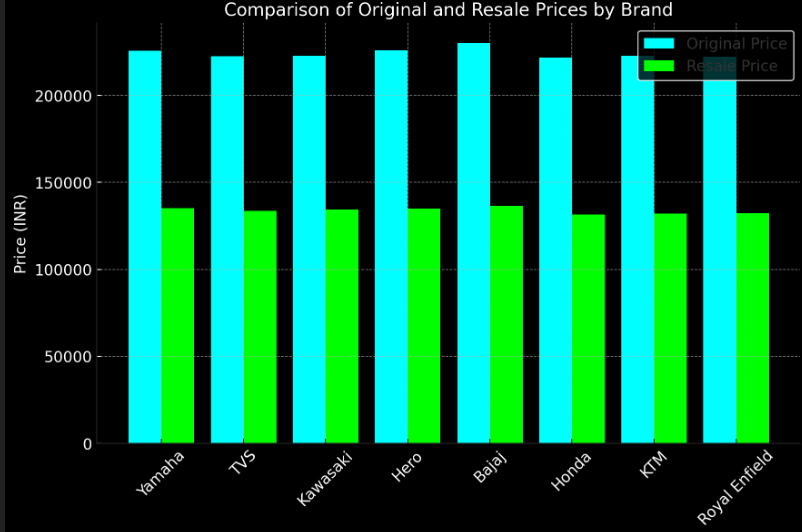 Comparison of Original and Resale Prices by Brand
Original Price
Resale Price
Price (INR)
200000
150000
100000
50000
0
Yamaha
TVS
Kawasaki
Hero
Bajaj
Honda
KTM
Royal Enfield